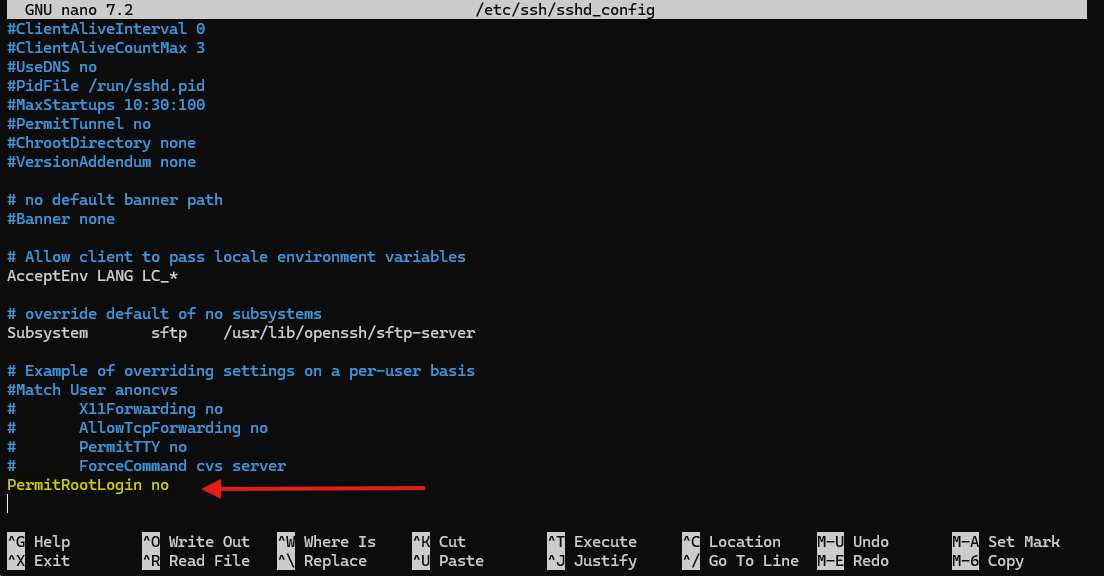 GNU nano 7.2 /etc/ssh/sshd_config
#ClientAliveInterval 0
#ClientAliveCountMax 3
#UseDNS no
#PidFile /run/sshd.pid
#MaxStartups 10:30:100
#PermitTunnel no
#ChrootDirectory none
#VersionAddendum none
# no default banner path
#Banner none
# Allow client to pass locale environment variables
AcceptEnv LANG LC_*
# override default of no subsystems
Subsystem sftp /usr/lib/openssh/sftp-server
# Example of overriding settings on a per-user basis
#Match User anoncvs
# X11Forwarding no
# AllowTcpForwarding no
# PermitTTY no
# ForceCommand cvs server
PermitRootLogin no
^G Help ^O Write Out ^W Where Is ^K Cut ^T Execute ^C Location M-U Undo M-A Set Mark
^X Exit ^R Read File ^\ Replace ^U Paste ^J Justify ^/ Go To Line M-E Redo M-6 Copy